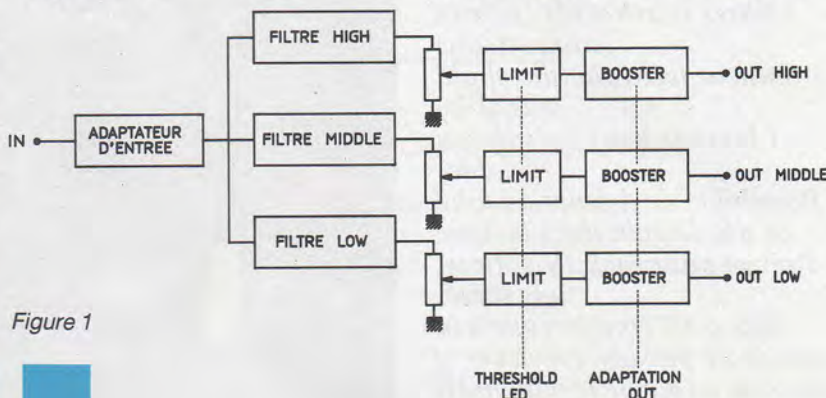 FILTRE HIGH
LIMIT
BOOSTER
OUT HIGH
IN
ADAPTATEUR
D'ENTREE
FILTRE MIDDLE
LIMIT
BOOSTER
OUT MIDDLE
FILTRE LOW
LIMIT
BOOSTER
OUT LOW
Figure 1
THRESHOLD
LED
ADAPTATION
OUT